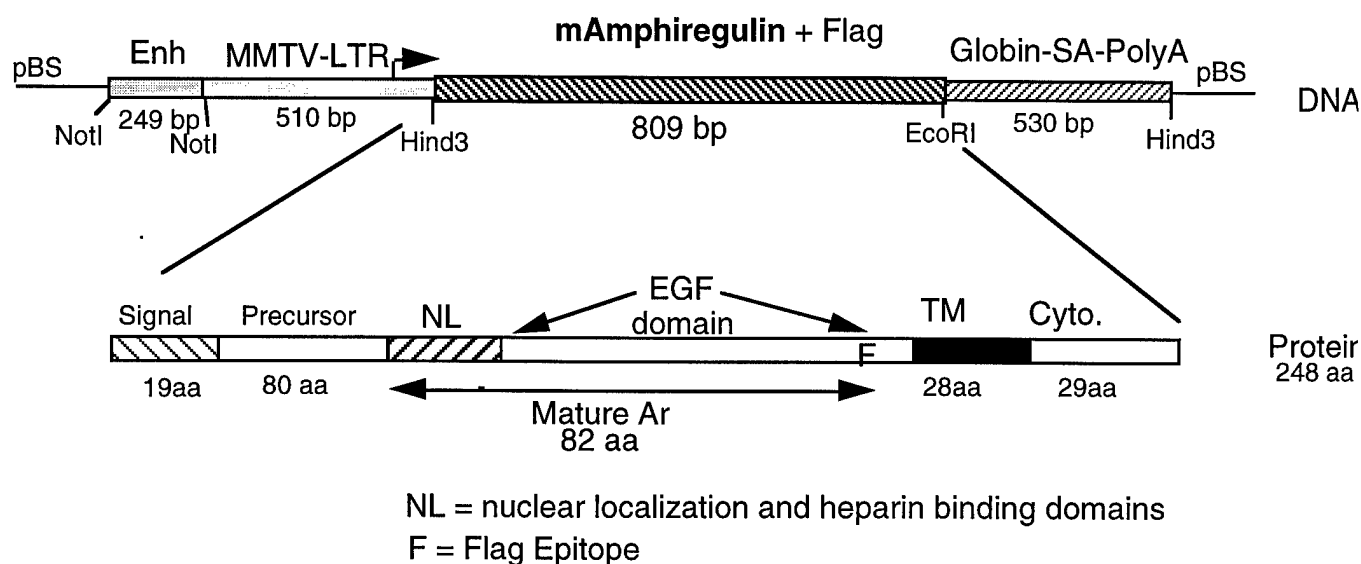 mAmphiregulin + Flag
Enh MMTV-LTR Globin-SA-PolyA
pBS pBS
DNA
NotI 249 bp NotI 510 bp Hind3 809 bp EcoRI 530 bp Hind3
EGF
domain
Signal Precursor NL TM Cyto.
F
Protein
248 aa
19aa 80 aa 28aa 29aa
Mature Ar
82 aa
NL = nuclear localization and heparin binding domains
F = Flag Epitope